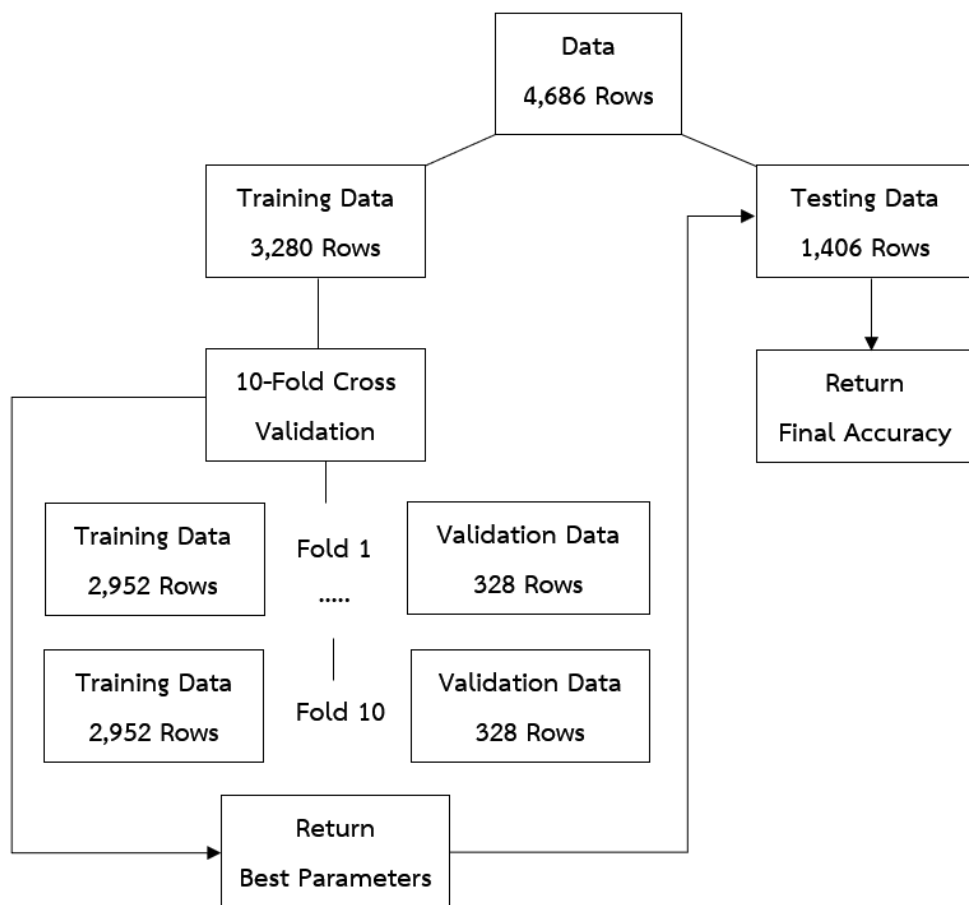 Data
4,686 Rows
Training Data
3,280 Rows
Testing Data
1,406 Rows
10-Fold Cross
Validation
Return
Final Accuracy
Training Data
2,952 Rows
Fold 1
.....
Validation Data
328 Rows
Training Data
2,952 Rows
Fold 10
Validation Data
328 Rows
Return
Best Parameters